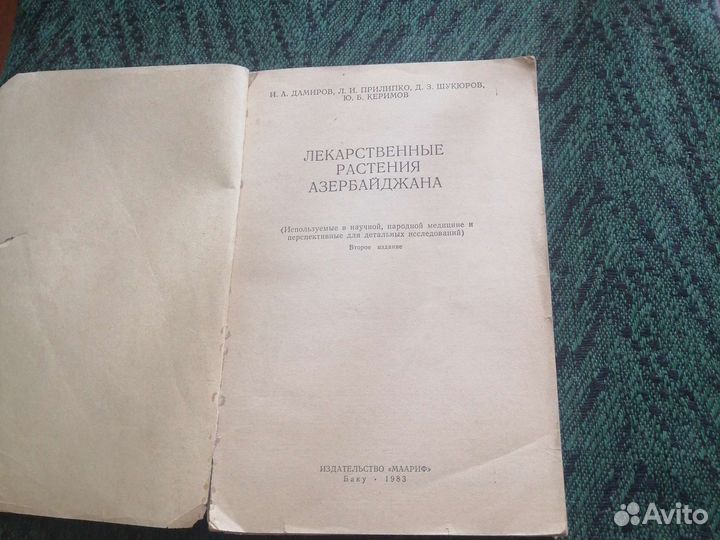 И. А. ДАМИРОВ, Л. И. ПРИЛИПКО, Д. З. ШУКЮРОВ,
Ю. Б. КЕРИМОВ
ЛЕКАРСТВЕННЫЕ
РАСТЕНИЯ
АЗЕРБАЙДЖАНА
(Используемые в научной, народной медицине и
перспективные для детальных исследований)
Второе издание
ИЗДАТЕЛЬСТВО «МААРИФ»
Баку • 1983
Avito